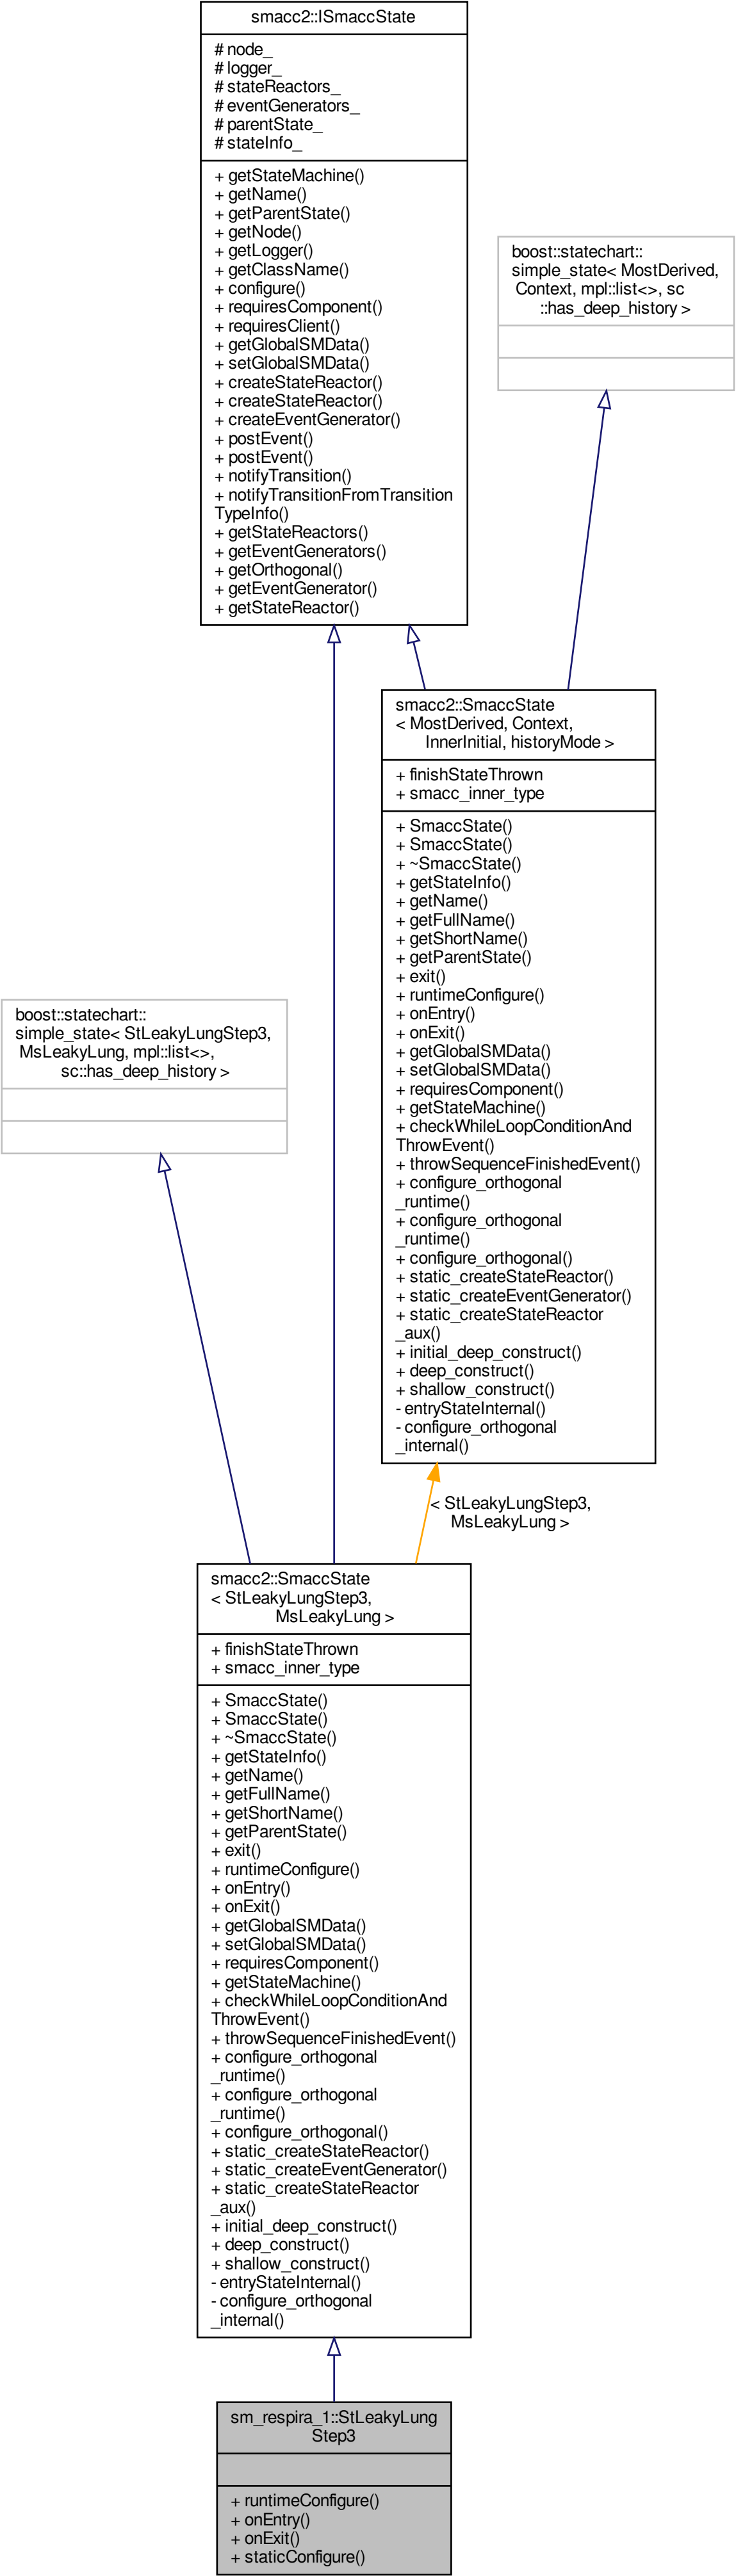 smacc2::ISmaccState
# node_
# logger_
# stateReactors_
# eventGenerators_
# parentState_
# stateInfo_
+ getStateMachine()
+ getName()
+ getParentState()
+ getNode()
+ getLogger()
+ getClassName()
+ configure()
+ requiresComponent()
+ requiresClient()
+ getGlobalSMData()
+ setGlobalSMData()
+ createStateReactor()
+ createStateReactor()
+ createEventGenerator()
+ postEvent()
+ postEvent()
+ notifyTransition()
+ notifyTransitionFromTransition
TypeInfo()
+ getStateReactors()
+ getEventGenerators()
+ getOrthogonal()
+ getEventGenerator()
+ getStateReactor()
boost::statechart::
simple_state< MostDerived,
Context, mpl::list<>, sc
::has_deep_history >
smacc2::SmaccState
< MostDerived, Context,
InnerInitial, historyMode >
+ finishStateThrown
+ smacc_inner_type
+ SmaccState()
+ SmaccState()
+ ~SmaccState()
+ getStateInfo()
+ getName()
+ getFullName()
+ getShortName()
+ getParentState()
+ exit()
+ runtimeConfigure()
+ onEntry()
+ onExit()
+ getGlobalSMData()
+ setGlobalSMData()
+ requiresComponent()
+ getStateMachine()
+ checkWhileLoopConditionAnd
ThrowEvent()
+ throwSequenceFinishedEvent()
+ configure_orthogonal
_runtime()
+ configure_orthogonal
_runtime()
+ configure_orthogonal()
+ static_createStateReactor()
+ static_createEventGenerator()
+ static_createStateReactor
_aux()
+ initial_deep_construct()
+ deep_construct()
+ shallow_construct()
- entryStateInternal()
- configure_orthogonal
_internal()
boost::statechart::
simple_state< StLeakyLungStep3,
MsLeakyLung, mpl::list<>,
sc::has_deep_history >
< StLeakyLungStep3,
MsLeakyLung >
smacc2::SmaccState
< StLeakyLungStep3,
MsLeakyLung >
+ finishStateThrown
+ smacc_inner_type
+ SmaccState()
+ SmaccState()
+ ~SmaccState()
+ getStateInfo()
+ getName()
+ getFullName()
+ getShortName()
+ getParentState()
+ exit()
+ runtimeConfigure()
+ onEntry()
+ onExit()
+ getGlobalSMData()
+ setGlobalSMData()
+ requiresComponent()
+ getStateMachine()
+ checkWhileLoopConditionAnd
ThrowEvent()
+ throwSequenceFinishedEvent()
+ configure_orthogonal
_runtime()
+ configure_orthogonal
_runtime()
+ configure_orthogonal()
+ static_createStateReactor()
+ static_createEventGenerator()
+ static_createStateReactor
_aux()
+ initial_deep_construct()
+ deep_construct()
+ shallow_construct()
- entryStateInternal()
- configure_orthogonal
_internal()
sm_respira_1::StLeakyLung
Step3
+ runtimeConfigure()
+ onEntry()
+ onExit()
+ staticConfigure()